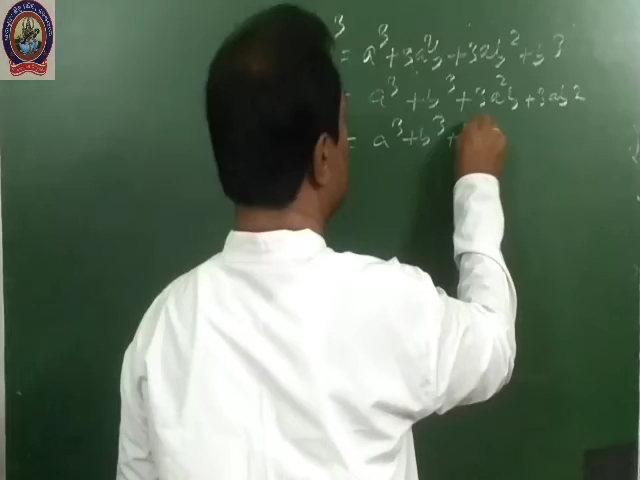 ³ = a³ + 3a²b + 3ab² + b³
= a³ + b³ + 3a²b + 3ab²
= a³ + b³ +